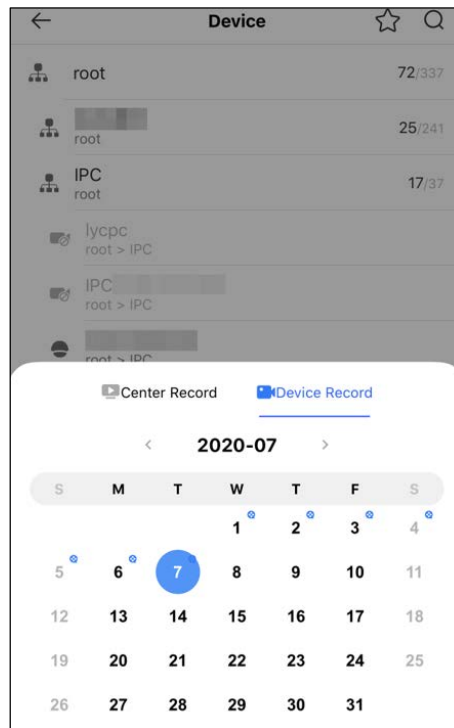 Device
root 72/337
25/241
root
IPC 17/37
root
lycpc
root > IPC
IPC
root > IPC
root > IPC
Center Record Device Record
< 2020-07 >
S M T W T F S
1 2 3 4
5 6 7 8 9 10 11
12 13 14 15 16 17 18
19 20 21 22 23 24 25
26 27 28 29 30 31